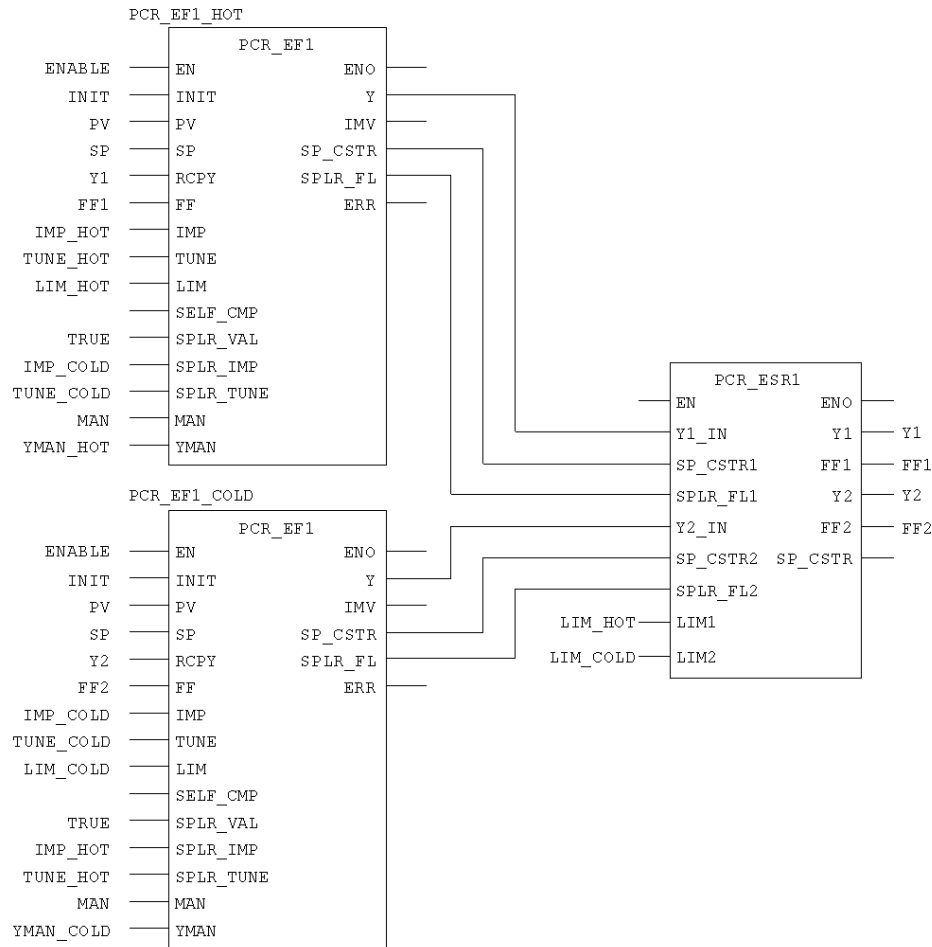 PCR_EF1_HOT
PCR_EF1
ENABLE EN ENO
INIT INIT Y
PV PV IMV
SP SP SP_CSTR
Y1 RCPY SPLR_FL
FF1 FF ERR
IMP_HOT IMP
TUNE_HOT TUNE
LIM_HOT LIM
SELF_CMP
TRUE SPLR_VAL
IMP_COLD SPLR_IMP
TUNE_COLD SPLR_TUNE
MAN MAN
YMAN_HOT YMAN
PCR_EF1_COLD
PCR_EF1
ENABLE EN ENO
INIT INIT Y
PV PV IMV
SP SP SP_CSTR
Y2 RCPY SPLR_FL
FF2 FF ERR
IMP_COLD IMP
TUNE_COLD TUNE
LIM_COLD LIM
SELF_CMP
TRUE SPLR_VAL
IMP_HOT SPLR_IMP
TUNE_HOT SPLR_TUNE
MAN MAN
YMAN_COLD YMAN
PCR_ESR1
EN ENO
Y1_IN Y1 Y1
SP_CSTR1 FF1 FF1
SPLR_FL1 Y2 Y2
Y2_IN FF2 FF2
SP_CSTR2 SP_CSTR
SPLR_FL2
LIM_HOT LIM1
LIM_COLD LIM2